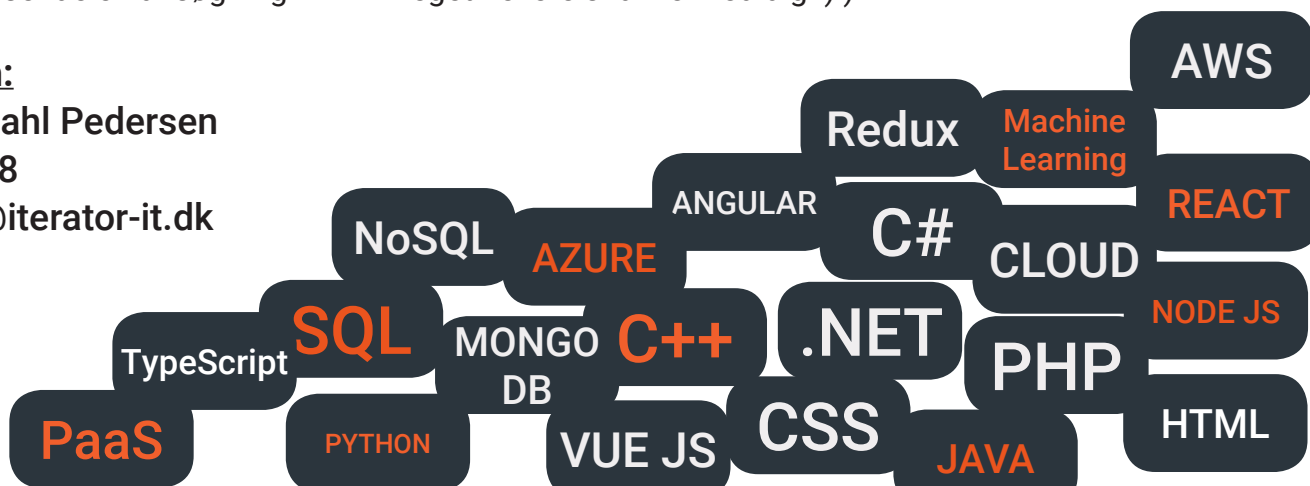 ahl Pedersen
8
@iterator-it.dk
AWS
Redux
Machine
Learning
ANGULAR
REACT
NoSQL
AZURE
C#
CLOUD
NODE JS
SQL
C++
.NET
TypeScript
MONGO
DB
PHP
PaaS
PYTHON
VUE JS
CSS
JAVA
HTML